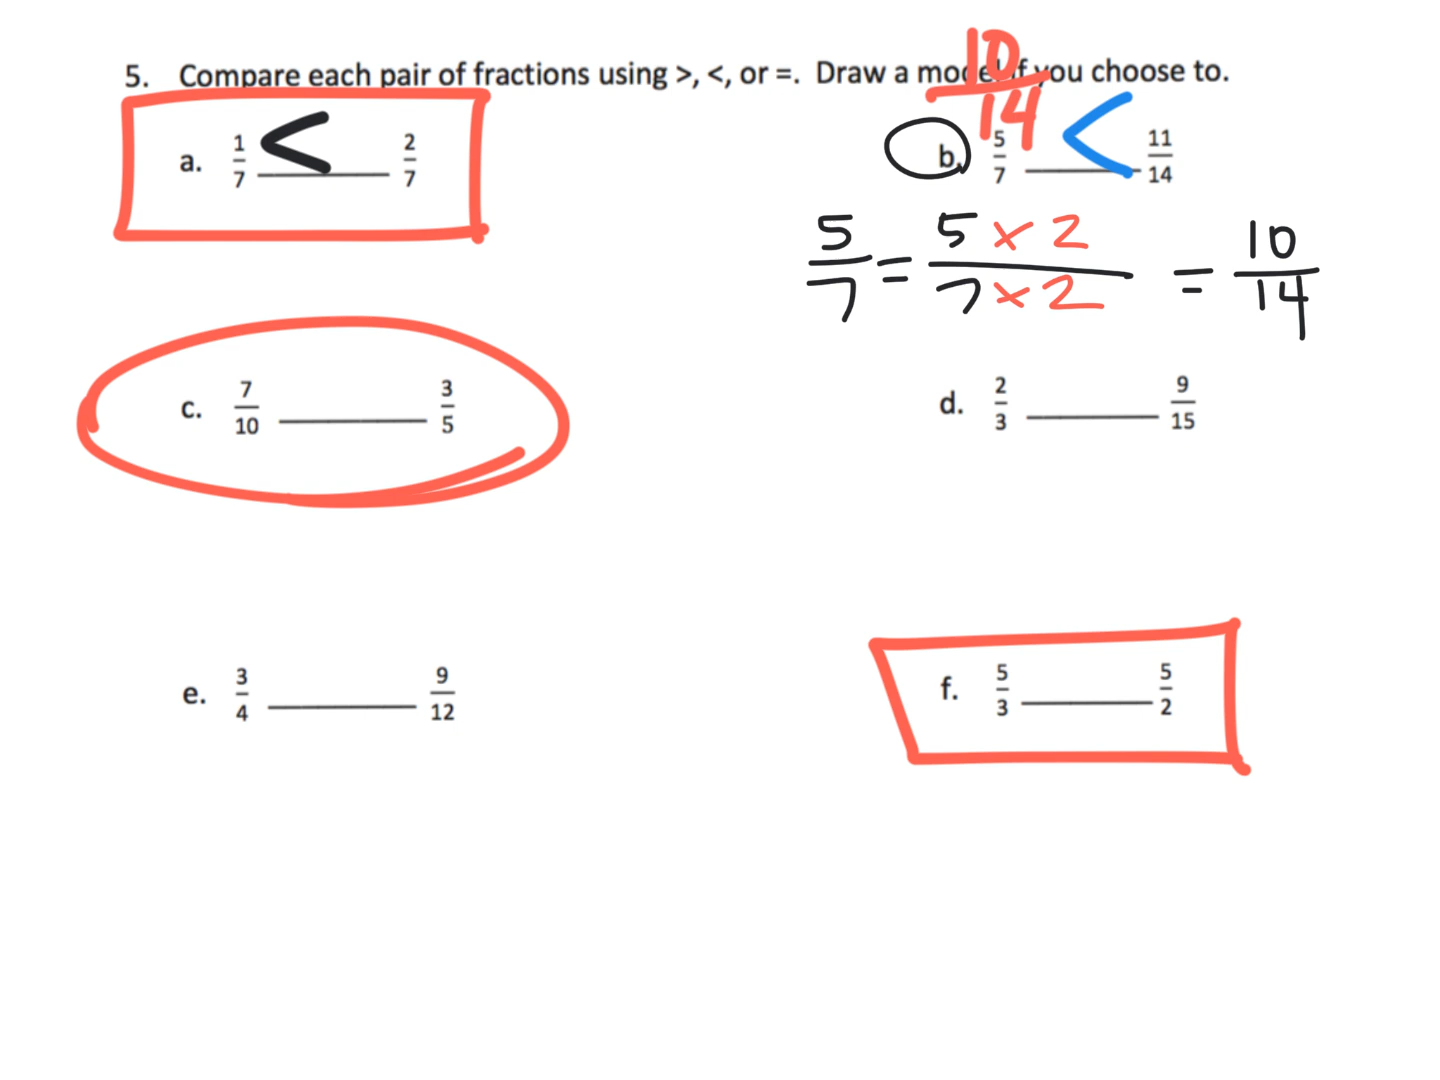 5. Compare each pair of fractions using >, <, or =. Draw a model if you choose to.
10/14
a. 1/7 < 2/7
b. 5/7 < 11/14
5/7 = 5 x 2/7 x 2 = 10/14
c. 7/10 ______ 3/5
d. 2/3 ______ 9/15
e. 3/4 ______ 9/12
f. 5/3 ______ 5/2